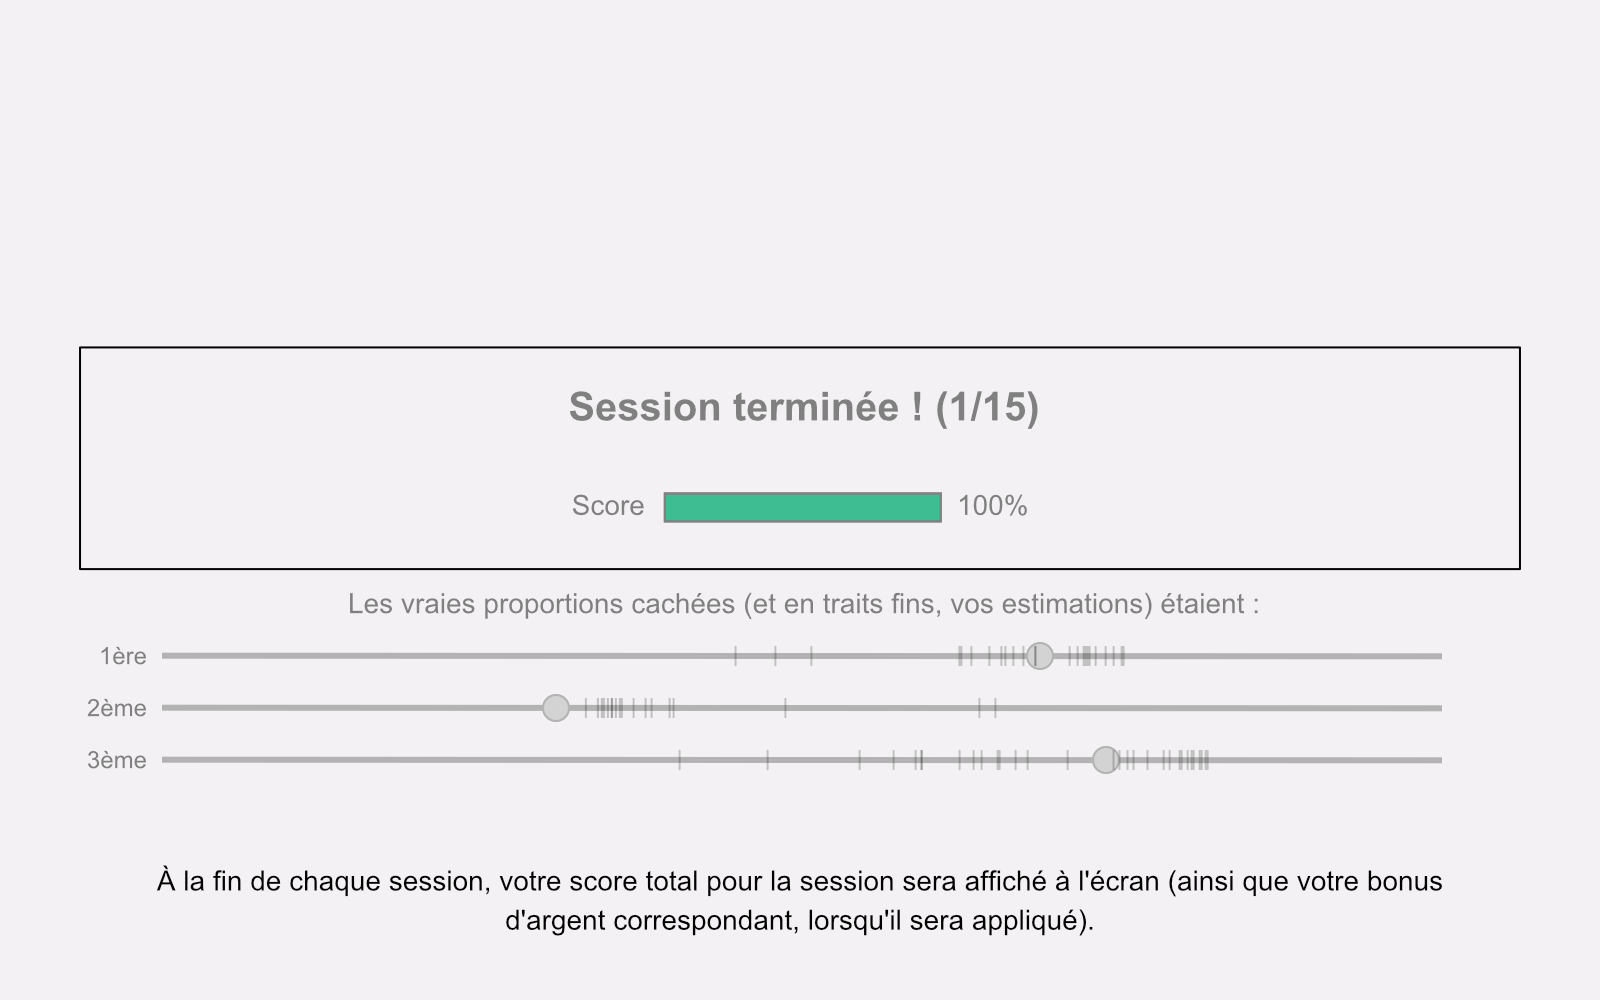 Session terminée ! (1/15)
Score 100%
Les vraies proportions cachées (et en traits fins, vos estimations) étaient :
1ère
2ème
3ème
À la fin de chaque session, votre score total pour la session sera affiché à l'écran (ainsi que votre bonus
d'argent correspondant, lorsqu'il sera appliqué).